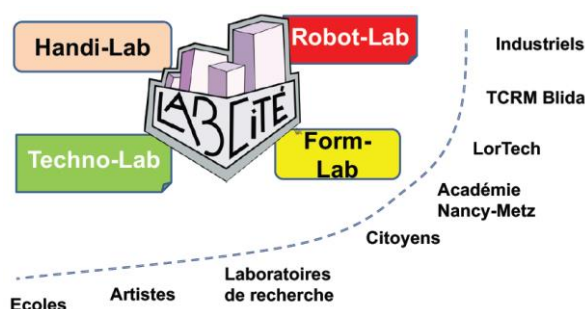 Handi-Lab
Robot-Lab
LAB CiTÉ
Techno-Lab
Form-
Lab
Industriels
TCRM Blida
LorTech
Académie
Nancy-Metz
Citoyens
Laboratoires
de recherche
Artistes
Ecoles